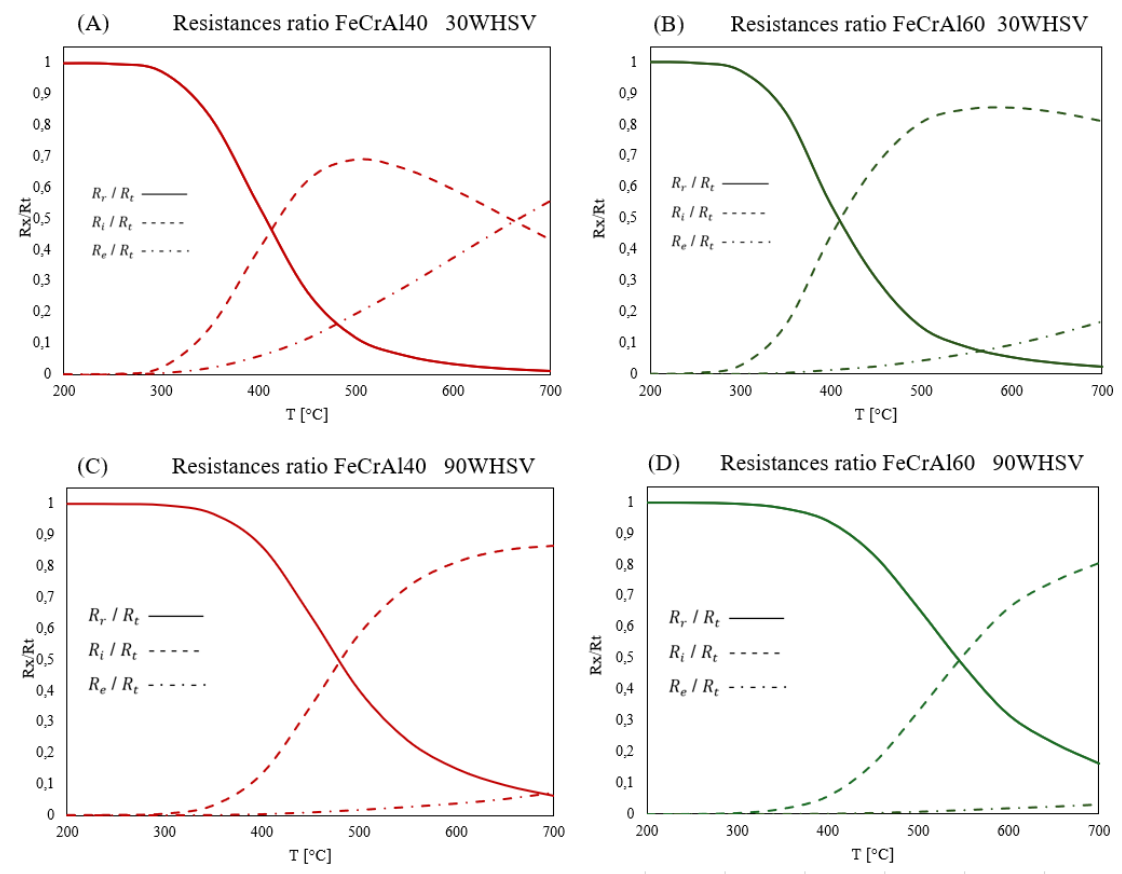 (A) Resistances ratio FeCrAl40 30WHSV
1
0,9
0,8
0,7
0,6
0,5
0,4
0,3
0,2
0,1
0
Rx/Rt
R_r / R_t
R_i / R_t
R_e / R_t
200 300 400 500 600 700
T [°C]
(B) Resistances ratio FeCrAl60 30WHSV
1
0,9
0,8
0,7
0,6
0,5
0,4
0,3
0,2
0,1
0
Rx/Rt
R_r / R_t
R_i / R_t
R_e / R_t
200 300 400 500 600 700
T [°C]
(C) Resistances ratio FeCrAl40 90WHSV
1
0,9
0,8
0,7
0,6
0,5
0,4
0,3
0,2
0,1
0
Rx/Rt
R_r / R_t
R_i / R_t
R_e / R_t
200 300 400 500 600 700
T [°C]
(D) Resistances ratio FeCrAl60 90WHSV
1
0,9
0,8
0,7
0,6
0,5
0,4
0,3
0,2
0,1
0
Rx/Rt
R_r / R_t
R_i / R_t
R_e / R_t
200 300 400 500 600 700
T [°C]